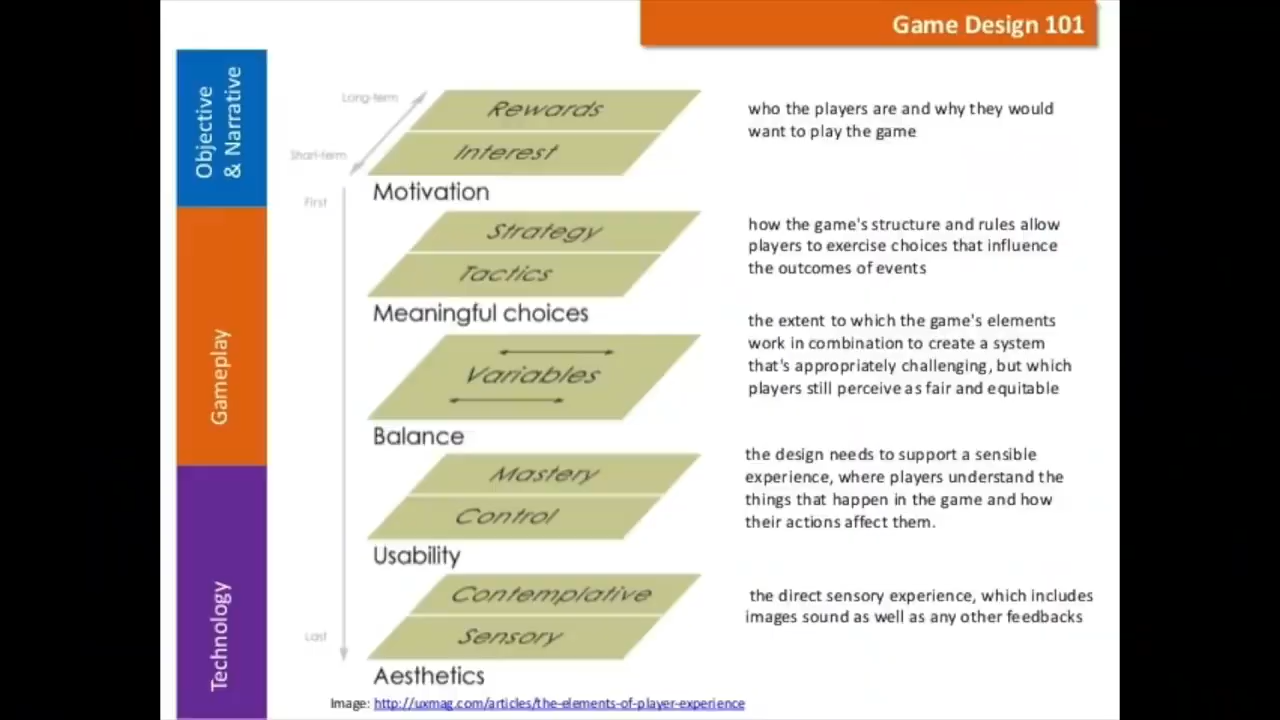 Game Design 101
Objective
& Narrative
Gameplay
Technology
Long-term
Short-term
First
Last
Rewards
Interest
Motivation
who the players are and why they would
want to play the game
Strategy
Tactics
Meaningful choices
how the game's structure and rules allow
players to exercise choices that influence
the outcomes of events
Variables
Balance
the extent to which the game's elements
work in combination to create a system
that's appropriately challenging, but which
players still perceive as fair and equitable
Mastery
Control
Usability
the design needs to support a sensible
experience, where players understand the
things that happen in the game and how
their actions affect them.
Contemplative
Sensory
Aesthetics
the direct sensory experience, which includes
images sound as well as any other feedbacks
Image: http://uxmag.com/articles/the-elements-of-player-experience